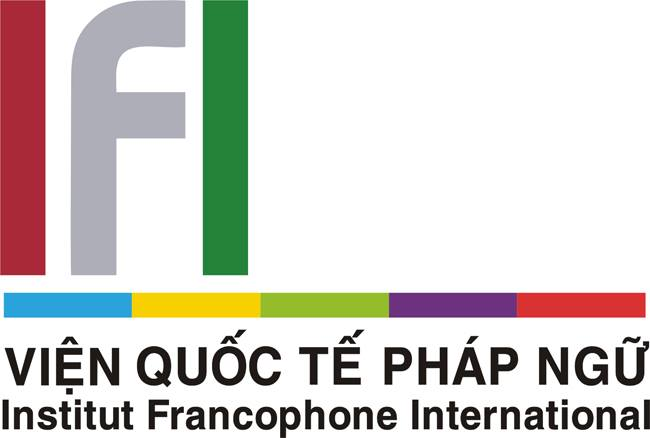 IFI
VIỆN QUỐC TẾ PHÁP NGỮ
Institut Francophone International